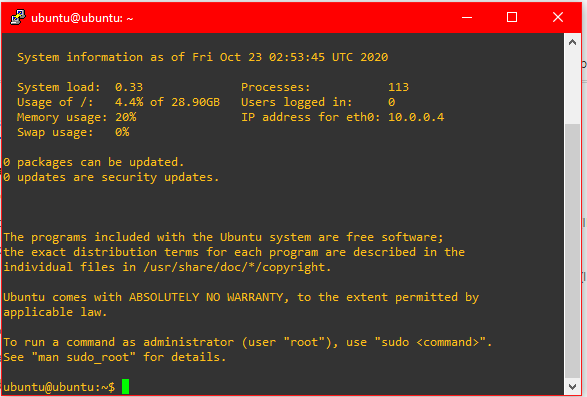 ubuntu@ubuntu: ~
System information as of Fri Oct 23 02:53:45 UTC 2020
System load:  0.33              Processes:           113
Usage of /:   4.4% of 28.90GB   Users logged in:     0
Memory usage: 20%               IP address for eth0: 10.0.0.4
Swap usage:   0%
0 packages can be updated.
0 updates are security updates.
The programs included with the Ubuntu system are free software;
the exact distribution terms for each program are described in the
individual files in /usr/share/doc/*/copyright.
Ubuntu comes with ABSOLUTELY NO WARRANTY, to the extent permitted by
applicable law.
To run a command as administrator (user "root"), use "sudo <command>".
See "man sudo_root" for details.
ubuntu@ubuntu:~$